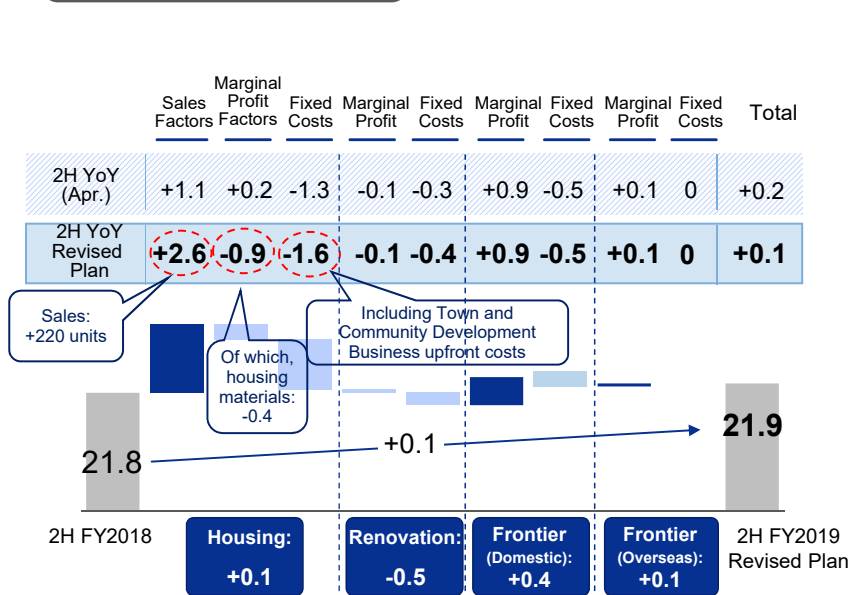 Sales Factors
Marginal Profit Factors
Fixed Costs
Marginal Profit
Fixed Costs
Marginal Profit
Fixed Costs
Marginal Profit
Fixed Costs
Total
2H YoY (Apr.)
+1.1 +0.2 -1.3 -0.1 -0.3 +0.9 -0.5 +0.1 0 +0.2
2H YoY Revised Plan
+2.6 -0.9 -1.6 -0.1 -0.4 +0.9 -0.5 +0.1 0 +0.1
Sales:
+220 units
Of which,
housing
materials:
-0.4
Including Town and
Community Development
Business upfront costs
21.8
+0.1
21.9
2H FY2018
Housing:
+0.1
Renovation:
-0.5
Frontier
(Domestic):
+0.4
Frontier
(Overseas):
+0.1
2H FY2019
Revised Plan